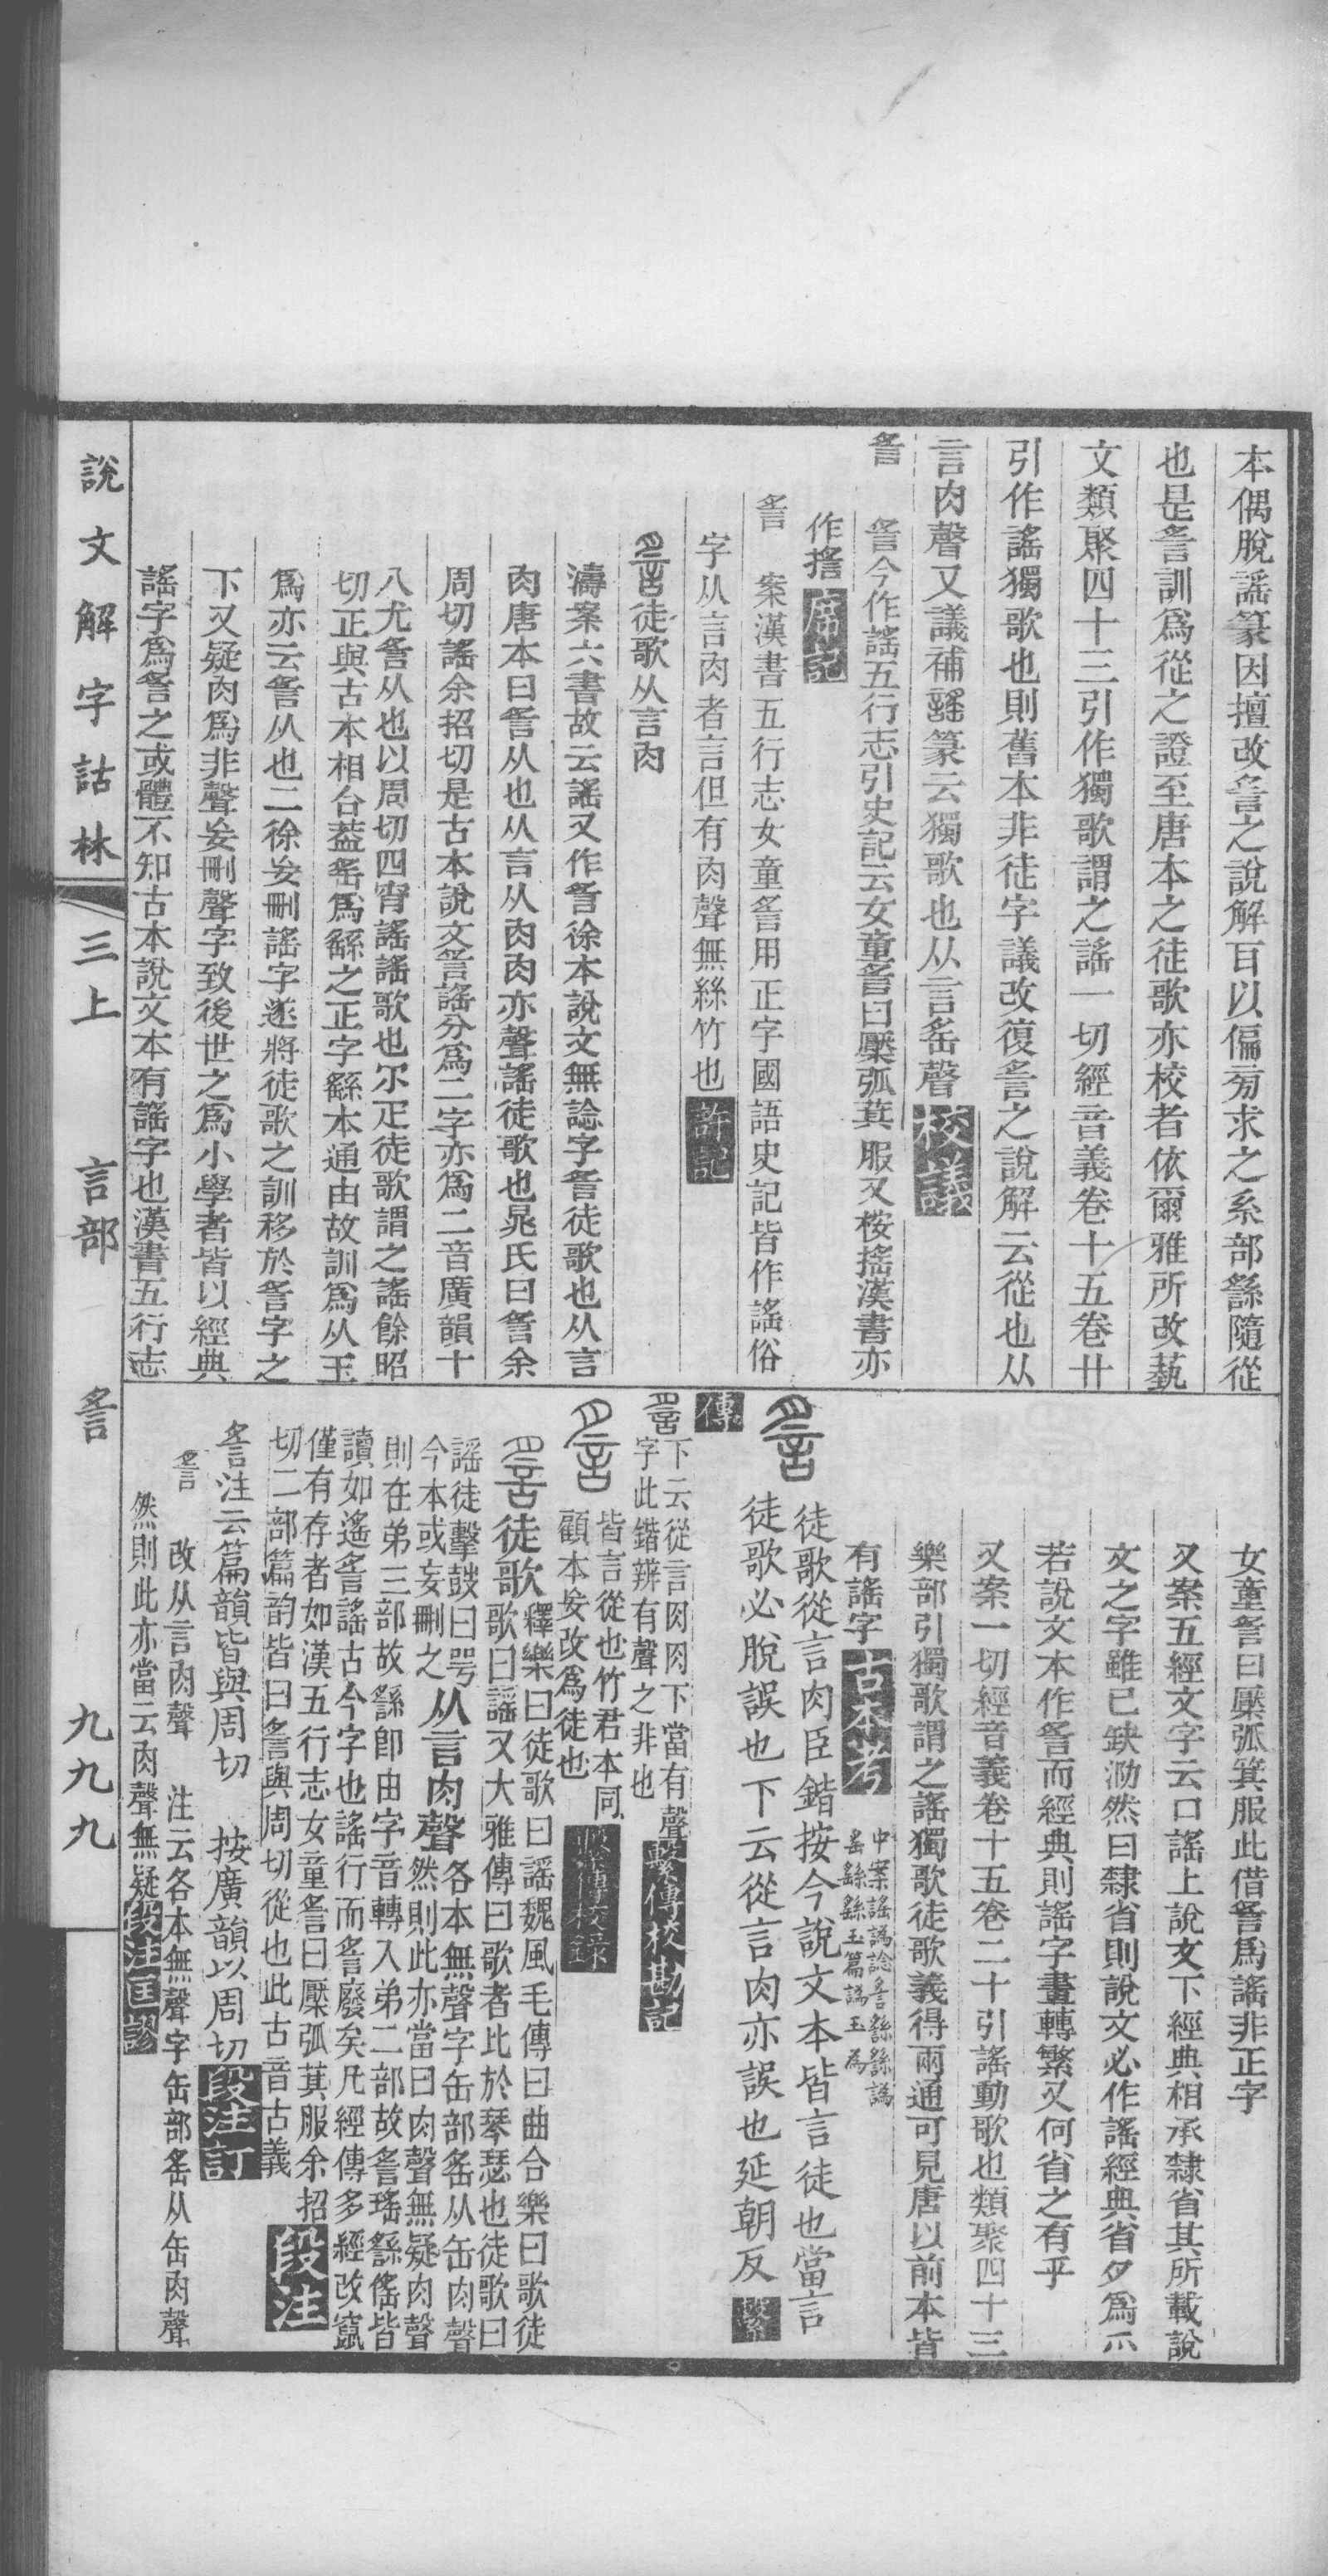 本偶脫謠篆因擅改䚻之說解耳以偏旁求之系部䌛隨從
也是䚻訓爲從之證至唐本之徒歌亦校者依爾雅所改藝
文類聚四十三引作獨歌謂之謠一切經音義卷十五卷廿
引作謠獨歌也則舊本非徒字議改復䚻之說解云從也从
言肉聲又議補謠篆云獨歌也从言䍃聲校議
䚻 䚻今作謠五行志引史記云女童䚻曰檿弧萁服又桉搖漢書亦
作㨱席記
䚻 案漢書五行志女童䚻用正字國語史記皆作謠俗
字从言肉者言但有肉聲無絲竹也許記
䚻徒歌从言肉
濤案六書故云謠又作䚻徐本說文無謠字䚻徒歌也从言
肉唐本曰䚻从也从言从肉肉亦聲謠徒歌也晁氏曰䚻余
周切謠余招切是古本說文䚻謠分爲二字亦爲二音廣韻十
八尤䚻从也以周切四宵謠謠歌也尔疋徒歌謂之謠餘昭
切正與古本相合葢䍃爲䌛之正字䌛本通由故訓爲从玉
爲亦云䚻从也二徐妄刪謠字遂將徒歌之訓移於䚻字之
下又疑肉爲非聲妄刪聲字致後世之爲小學者皆以經典
謠字爲䚻之或體不知古本說文本有謠字也漢書五行志
女童䚻曰檿弧箕服此借䚻爲謠非正字
又案五經文字云口謠上說文下經典相承隸省其所載說
文之字雖已缺泐然曰隸省則說文必作謠經典省夕爲爫
若說文本作䚻而經典則謠字畫轉繁又何省之有乎
又案一切經音義卷十五卷二十引謠動歌也類聚四十三
樂部引獨歌謂之謠獨歌徒歌義得兩通可見唐以前本皆
有謠字古本考
䚻 徒歌從言肉臣鍇按今說文本皆言徒也當言
徒歌必脫誤也下云從言肉亦誤也延朝反繫
傳
䚻 下云從言肉肉下當有聲
字此鍇辨有聲之非也繫傳校勘記
䚻 皆言從也竹君本同
顧本妄改爲徒也繫傳校錄
䚻徒歌釋樂曰徒歌曰謠魏風毛傳曰曲合樂曰歌徒
歌曰謠又大雅傳曰歌者比於琴瑟也徒歌曰
謠徒擊鼓曰咢
今本或妄刪之从言肉聲各本無聲字缶部䍃从缶肉聲
然則此亦當曰肉聲無疑肉聲
則在弟三部故䌛卽由字音轉入弟二部故䚻瑤䌛傜皆
讀如遙䚻謠古今字也謠行而䚻廢矣凡經傳多經改竄
僅有存者如漢五行志女童䚻曰檿弧萁服余招
切二部篇韵皆曰䚻與周切從也此古音古義段注
䚻注云篇韻皆與周切 按廣韻以周切段注訂
䚻 改从言肉聲 注云各本無聲字缶部䍃从缶肉聲
然則此亦當云肉聲無疑段注匡謬
說文解字詁林
三上 言部 䚻
九九九